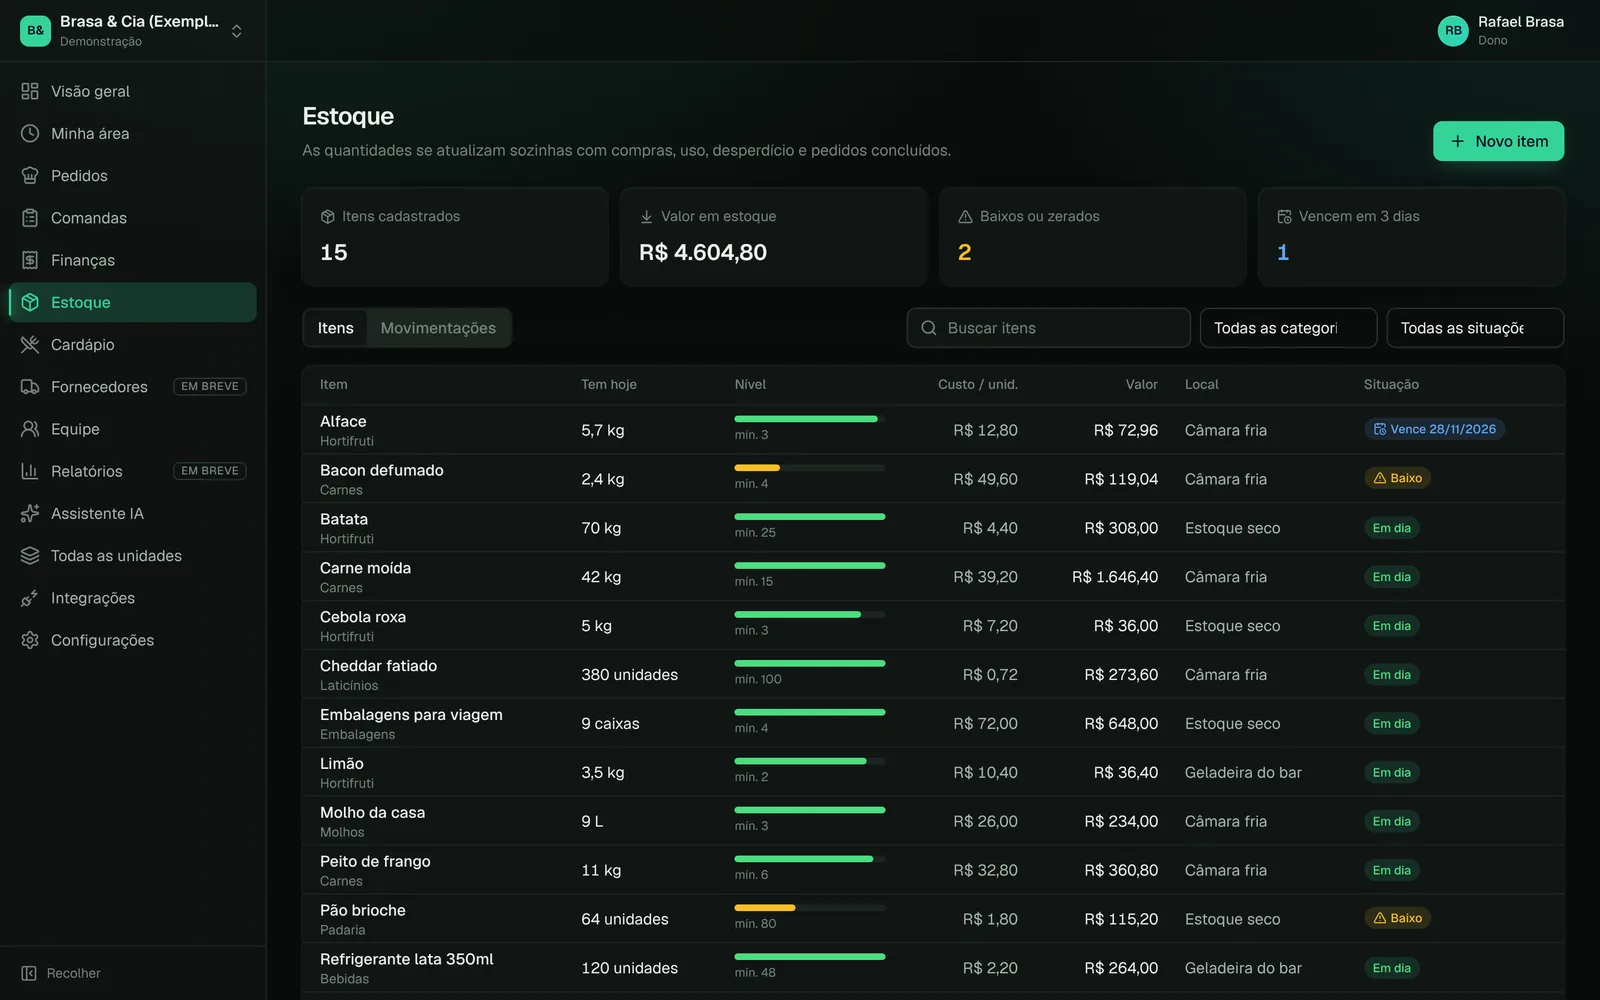 B&
Brasa & Cia (Exempl...
Demonstração
RB
Rafael Brasa
Dono
Visão geral
Minha área
Pedidos
Comandas
Finanças
Estoque
Cardápio
Fornecedores EM BREVE
Equipe
Relatórios EM BREVE
Assistente IA
Todas as unidades
Integrações
Configurações
Recolher
Estoque
As quantidades se atualizam sozinhas com compras, uso, desperdício e pedidos concluídos.
+ Novo item
Itens cadastrados
15
Valor em estoque
R$ 4.604,80
Baixos ou zerados
2
Vencem em 3 dias
1
Itens Movimentações
Buscar itens
Todas as categori
Todas as situaçõe
Item Tem hoje Nível Custo / unid. Valor Local Situação
Alface
Hortifruti
5,7 kg
mín. 3
R$ 12,80 R$ 72,96 Câmara fria Vence 28/11/2026
Bacon defumado
Carnes
2,4 kg
mín. 4
R$ 49,60 R$ 119,04 Câmara fria Baixo
Batata
Hortifruti
70 kg
mín. 25
R$ 4,40 R$ 308,00 Estoque seco Em dia
Carne moída
Carnes
42 kg
mín. 15
R$ 39,20 R$ 1.646,40 Câmara fria Em dia
Cebola roxa
Hortifruti
5 kg
mín. 3
R$ 7,20 R$ 36,00 Estoque seco Em dia
Cheddar fatiado
Laticínios
380 unidades
mín. 100
R$ 0,72 R$ 273,60 Câmara fria Em dia
Embalagens para viagem
Embalagens
9 caixas
mín. 4
R$ 72,00 R$ 648,00 Estoque seco Em dia
Limão
Hortifruti
3,5 kg
mín. 2
R$ 10,40 R$ 36,40 Geladeira do bar Em dia
Molho da casa
Molhos
9 L
mín. 3
R$ 26,00 R$ 234,00 Câmara fria Em dia
Peito de frango
Carnes
11 kg
mín. 6
R$ 32,80 R$ 360,80 Câmara fria Em dia
Pão brioche
Padaria
64 unidades
mín. 80
R$ 1,80 R$ 115,20 Estoque seco Baixo
Refrigerante lata 350ml
Bebidas
120 unidades
mín. 48
R$ 2,20 R$ 264,00 Geladeira do bar Em dia